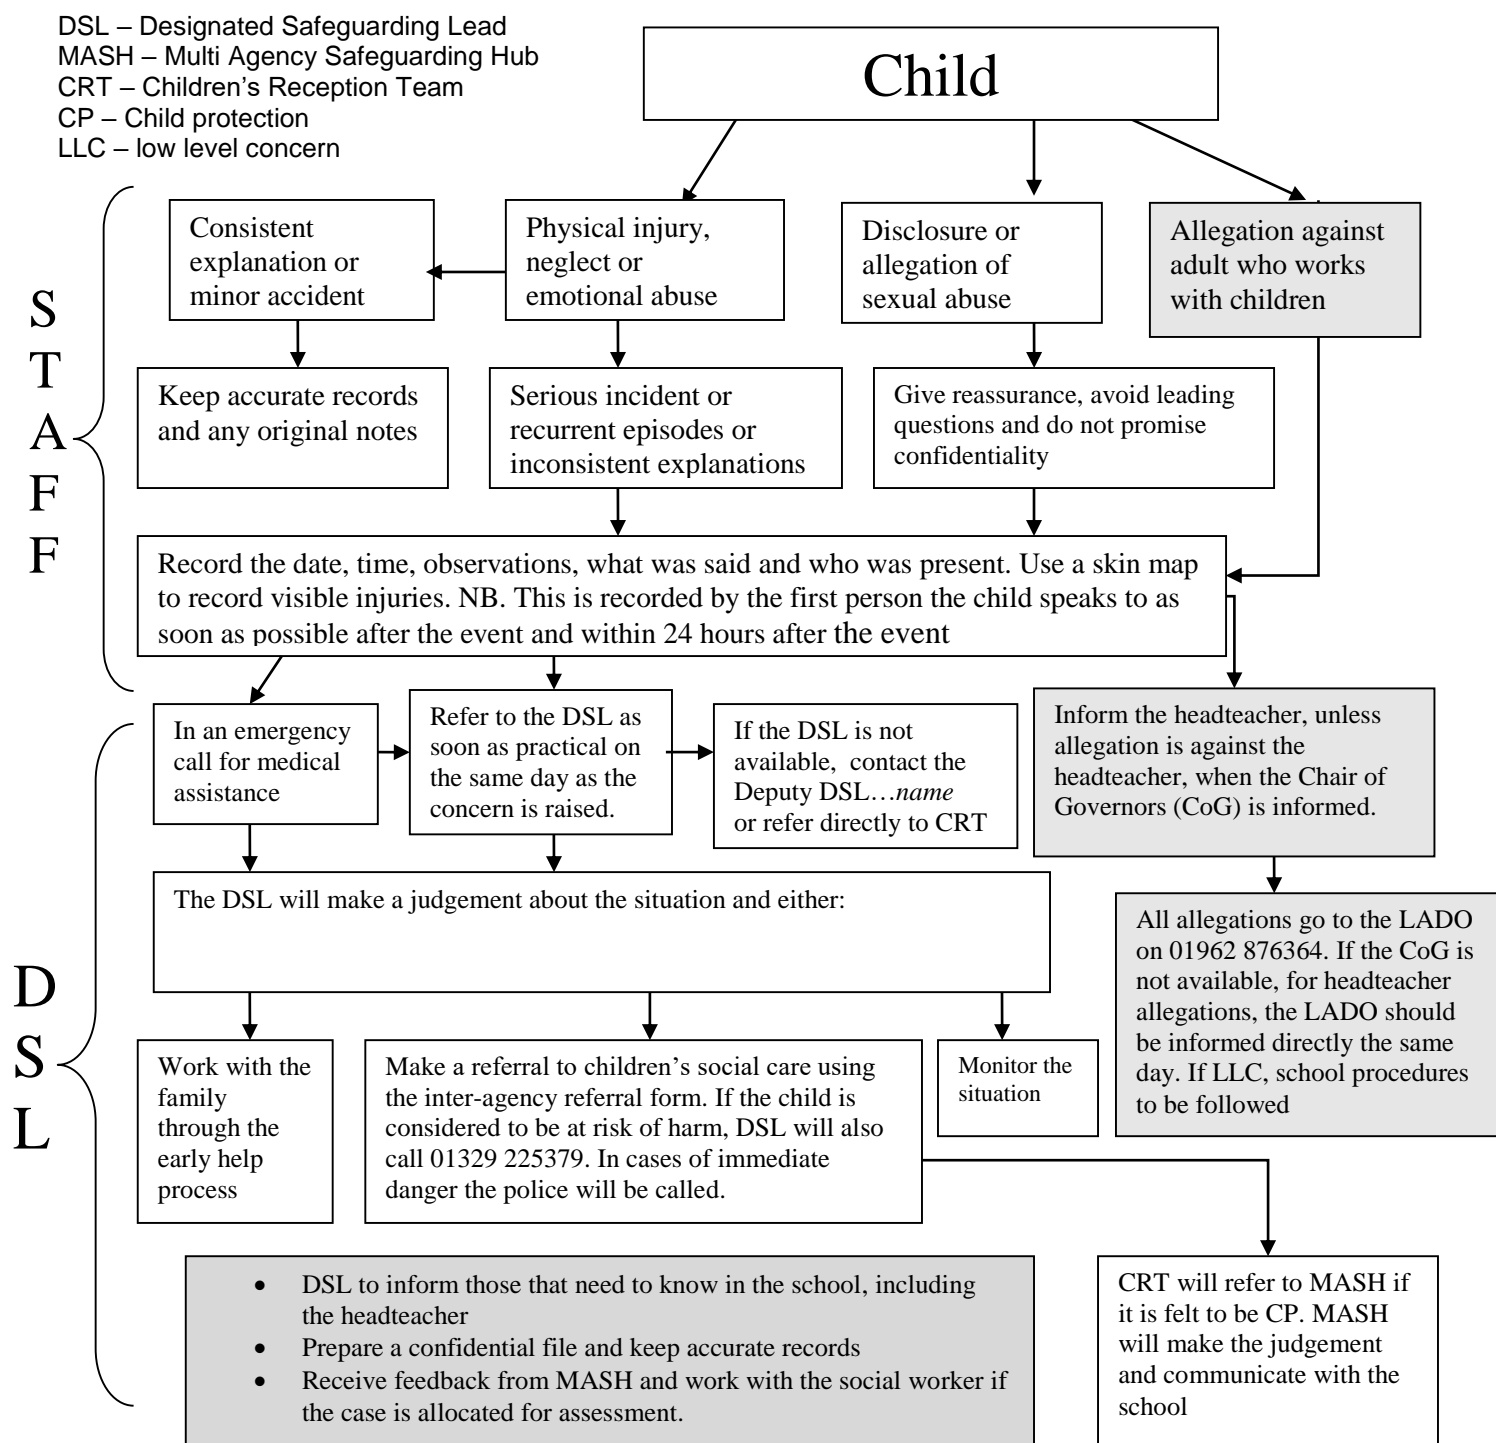 DSL – Designated Safeguarding Lead
MASH – Multi Agency Safeguarding Hub
CRT – Children's Reception Team
CP – Child protection
LLC – low level concern
Child
S
T
A
F
F
Consistent
explanation or
minor accident
Physical injury,
neglect or
emotional abuse
Disclosure or
allegation of
sexual abuse
Allegation against
adult who works
with children
Keep accurate records
and any original notes
Serious incident or
recurrent episodes or
inconsistent explanations
Give reassurance, avoid leading
questions and do not promise
confidentiality
Record the date, time, observations, what was said and who was present. Use a skin map
to record visible injuries. NB. This is recorded by the first person the child speaks to as
soon as possible after the event and within 24 hours after the event
D
S
L
In an emergency
call for medical
assistance
Refer to the DSL as
soon as practical on
the same day as the
concern is raised.
If the DSL is not
available,  contact the
Deputy DSL…name
or refer directly to CRT
Inform the headteacher, unless
allegation is against the
headteacher, when the Chair of
Governors (CoG) is informed.
The DSL will make a judgement about the situation and either:
All allegations go to the LADO
on 01962 876364. If the CoG is
not available, for headteacher
allegations, the LADO should
be informed directly the same
day. If LLC, school procedures
to be followed
Work with the
family
through the
early help
process
Make a referral to children's social care using
the inter-agency referral form. If the child is
considered to be at risk of harm, DSL will also
call 01329 225379. In cases of immediate
danger the police will be called.
Monitor the
situation
• DSL to inform those that need to know in the school, including
the headteacher
• Prepare a confidential file and keep accurate records
• Receive feedback from MASH and work with the social worker if
the case is allocated for assessment.
CRT will refer to MASH if
it is felt to be CP. MASH
will make the judgement
and communicate with the
school